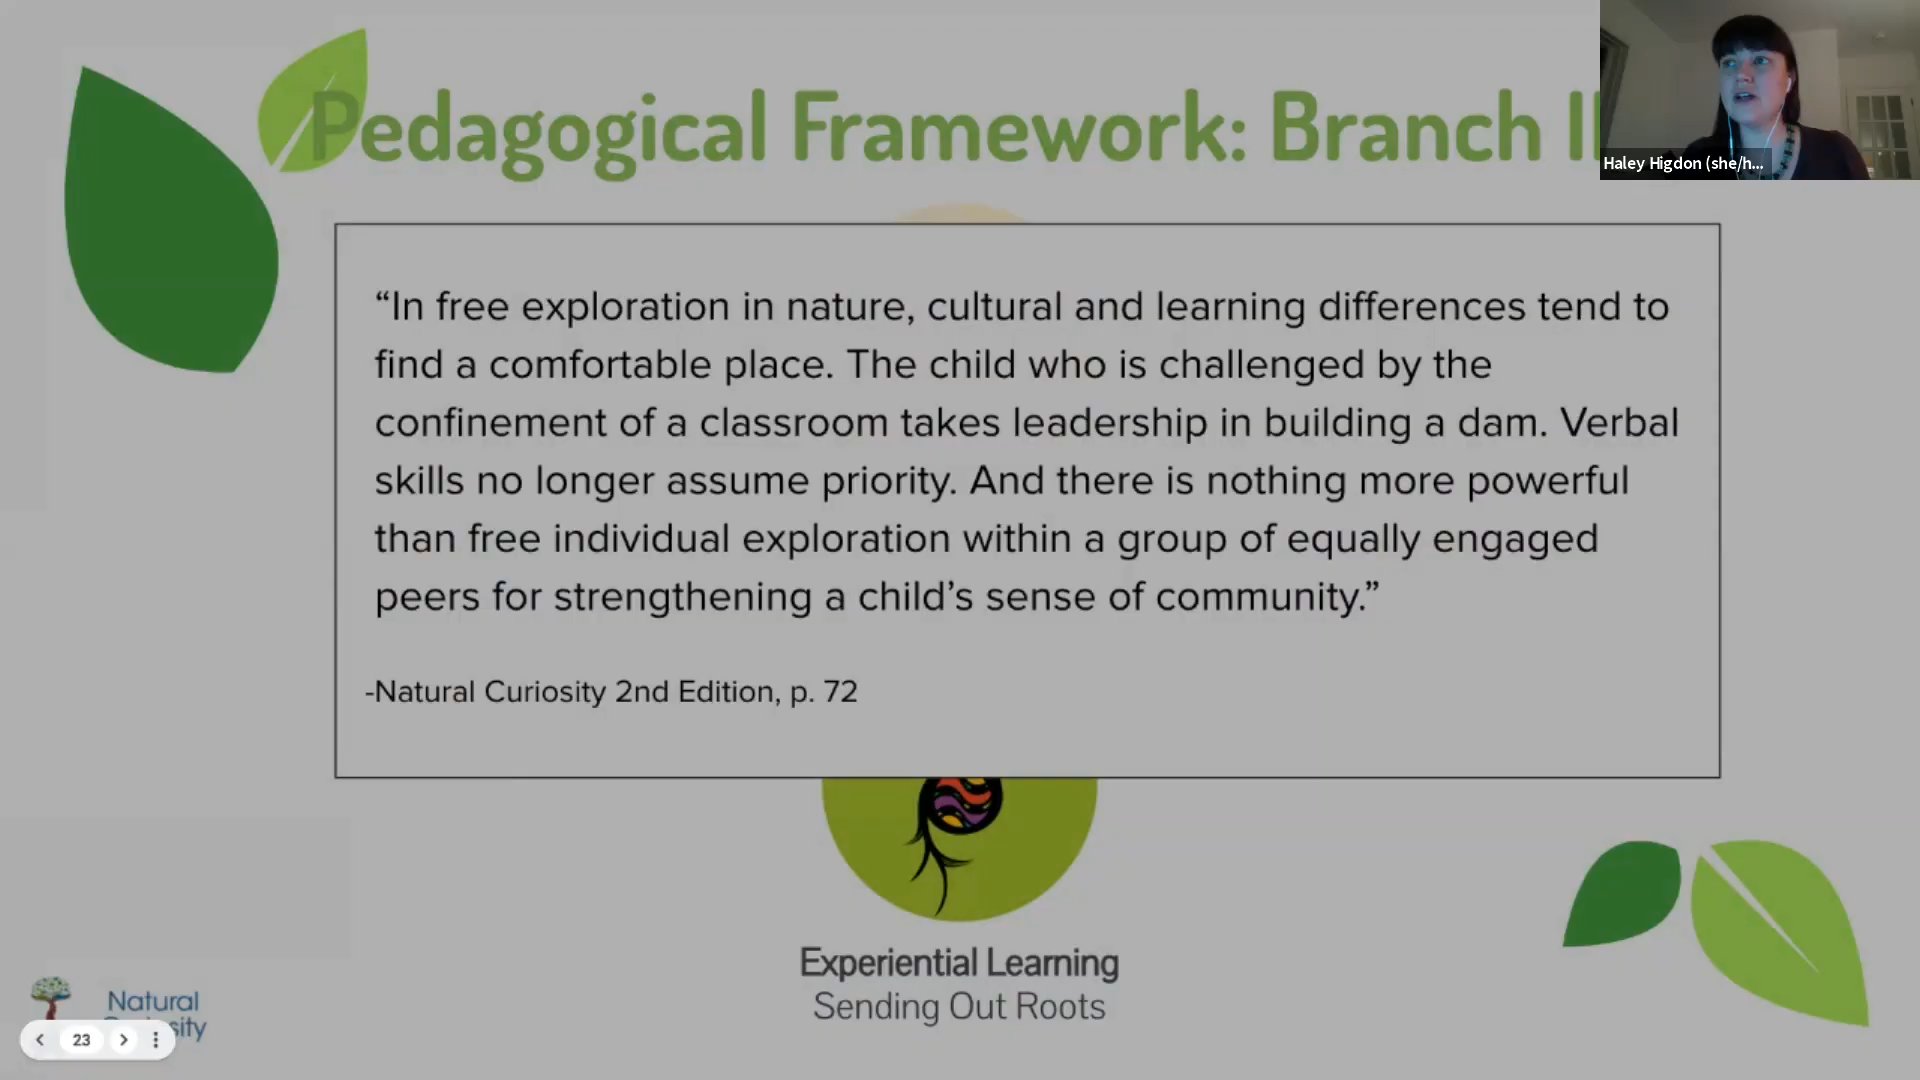 Pedagogical Framework: Branch
Haley Higdon (she/h...
“In free exploration in nature, cultural and learning differences tend to
find a comfortable place. The child who is challenged by the
confinement of a classroom takes leadership in building a dam. Verbal
skills no longer assume priority. And there is nothing more powerful
than free individual exploration within a group of equally engaged
peers for strengthening a child’s sense of community.”
-Natural Curiosity 2nd Edition, p. 72
Experiential Learning
Sending Out Roots
Natural
23